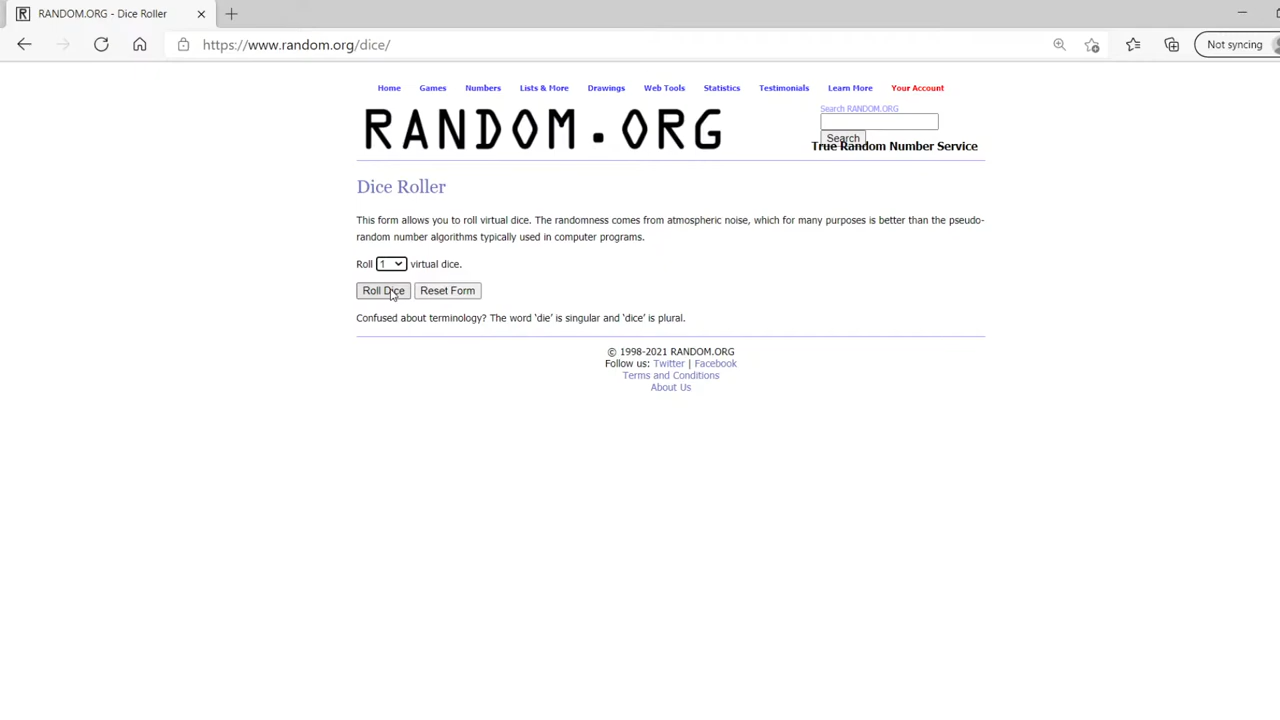 RANDOM.ORG - Dice Roller
https://www.random.org/dice/
Not syncing
Home Games Numbers Lists & More Drawings Web Tools Statistics Testimonials Learn More Your Account
RANDOM.ORG
Search RANDOM.ORG
Search
True Random Number Service
Dice Roller
This form allows you to roll virtual dice. The randomness comes from atmospheric noise, which for many purposes is better than the pseudo-
random number algorithms typically used in computer programs.
Roll 1 virtual dice.
Roll Dice Reset Form
Confused about terminology? The word ‘die’ is singular and ‘dice’ is plural.
© 1998-2021 RANDOM.ORG
Follow us: Twitter | Facebook
Terms and Conditions
About Us